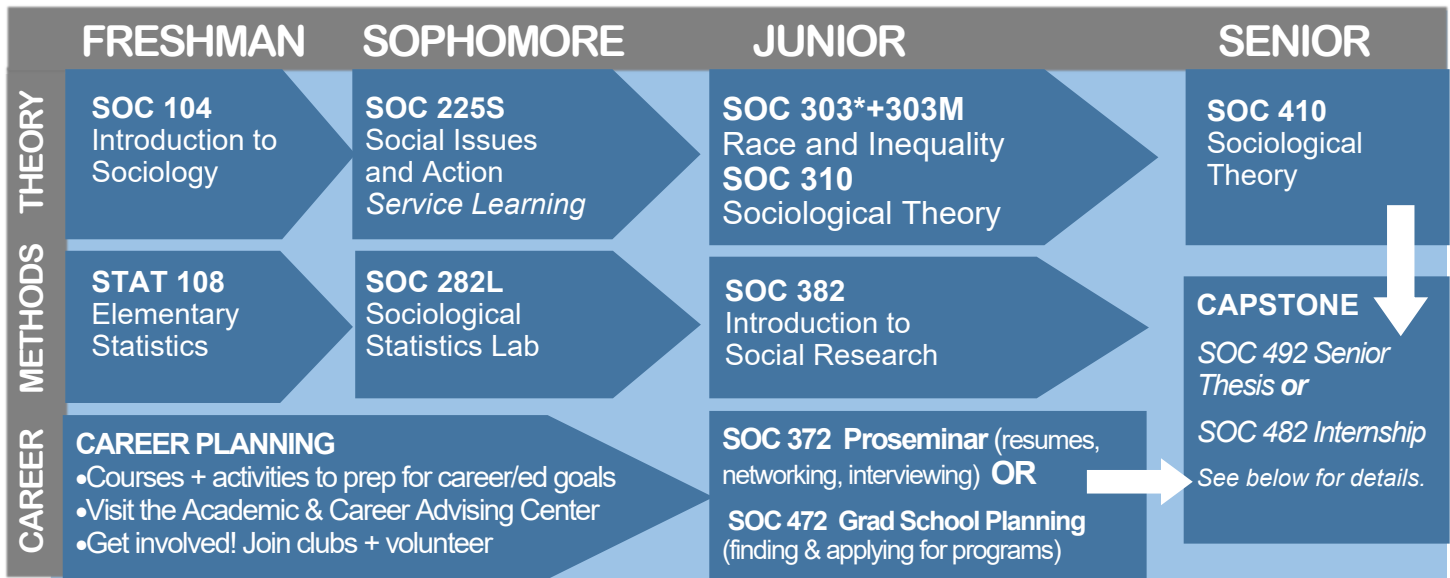 FRESHMAN SOPHOMORE JUNIOR SENIOR
THEORY
SOC 104
Introduction to
Sociology
SOC 225S
Social Issues
and Action
Service Learning
SOC 303*+303M
Race and Inequality
SOC 310
Sociological Theory
SOC 410
Sociological
Theory
METHODS
STAT 108
Elementary
Statistics
SOC 282L
Sociological
Statistics Lab
SOC 382
Introduction to
Social Research
CAPSTONE
SOC 492 Senior
Thesis or
SOC 482 Internship
See below for details.
CAREER
CAREER PLANNING
•Courses + activities to prep for career/ed goals
•Visit the Academic & Career Advising Center
•Get involved! Join clubs + volunteer
SOC 372 Proseminar (resumes,
networking, interviewing) OR
SOC 472 Grad School Planning
(finding & applying for programs)